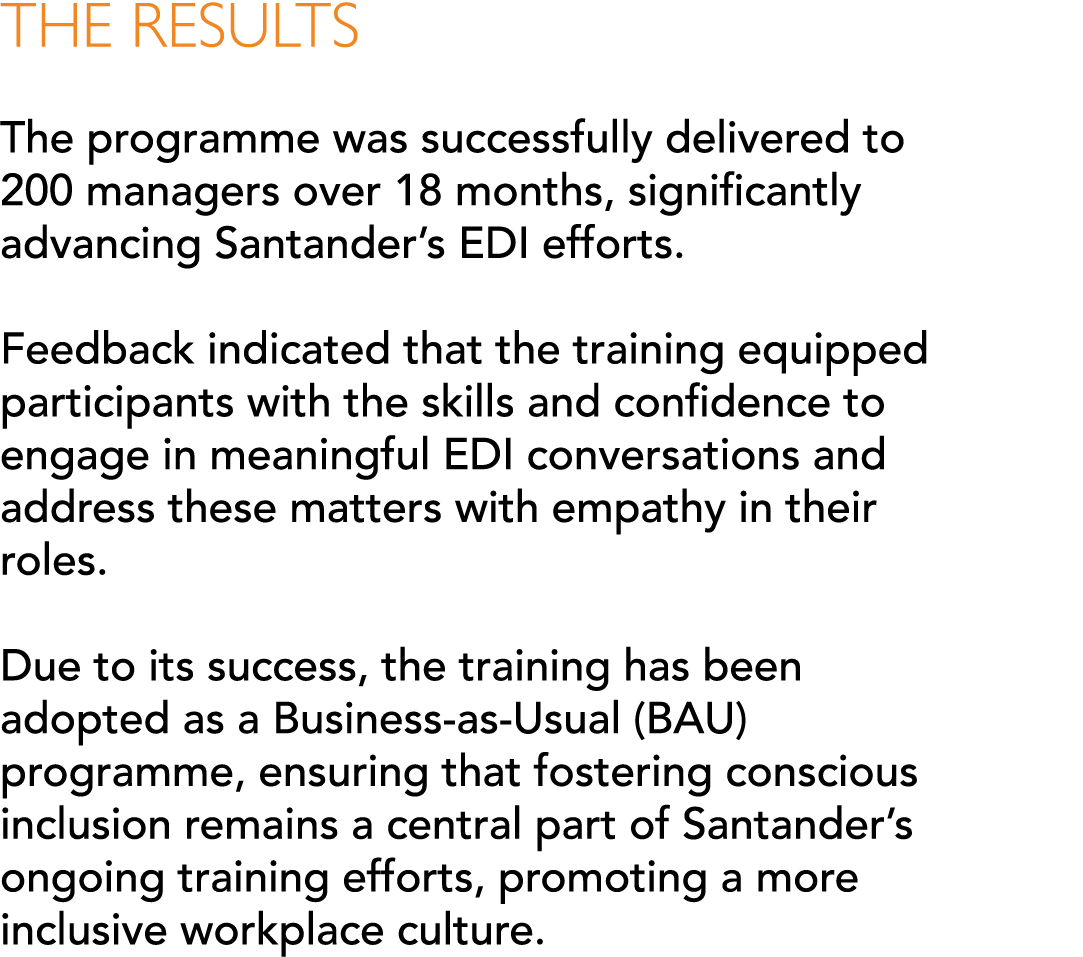 THE RESULTS
The programme was successfully delivered to
200 managers over 18 months, significantly
advancing Santander’s EDI efforts.
Feedback indicated that the training equipped
participants with the skills and confidence to
engage in meaningful EDI conversations and
address these matters with empathy in their
roles.
Due to its success, the training has been
adopted as a Business-as-Usual (BAU)
programme, ensuring that fostering conscious
inclusion remains a central part of Santander’s
ongoing training efforts, promoting a more
inclusive workplace culture.